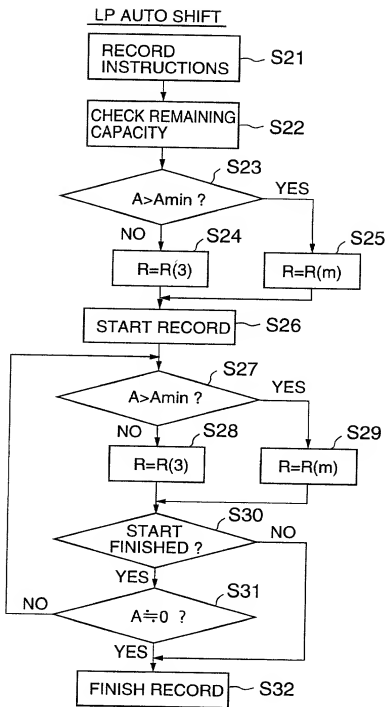 LP AUTO SHIFT
RECORD
INSTRUCTIONS
S21
CHECK REMAINING
CAPACITY
S22
S23
A>Amin ?
YES
NO
S24
S25
R=R(3)
R=R(m)
START RECORD
S26
S27
A>Amin ?
YES
NO
S28
S29
R=R(3)
R=R(m)
S30
START
FINISHED ?
NO
YES
S31
NO
A≒0 ?
YES
FINISH RECORD
S32